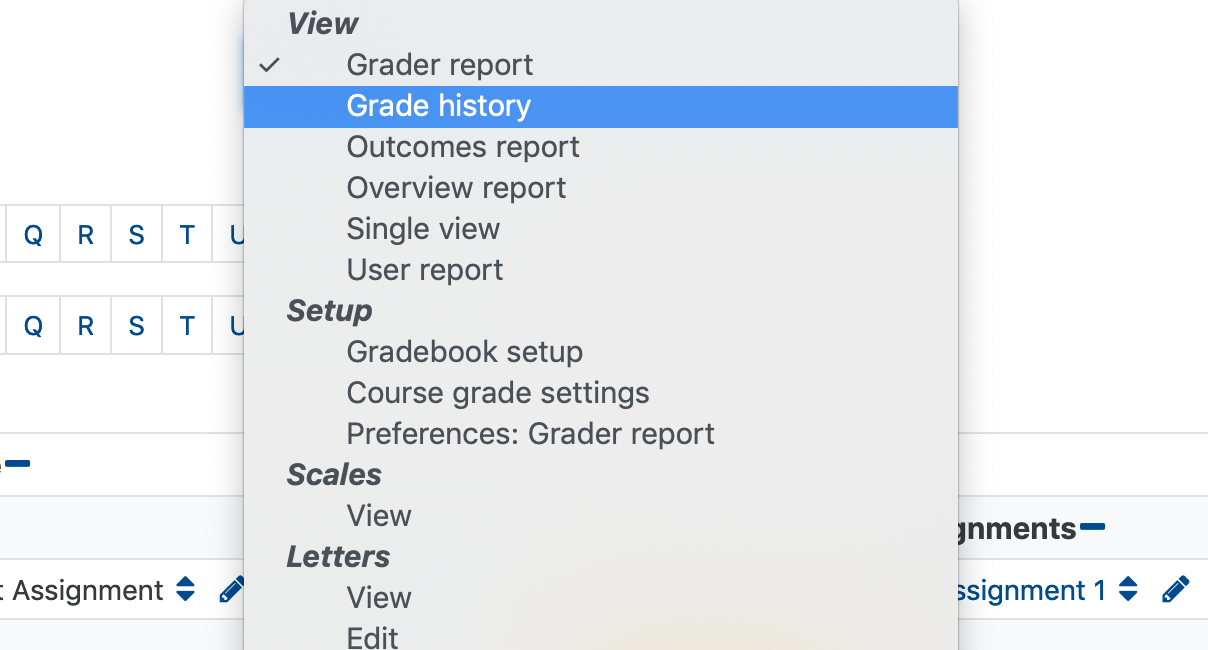 View
✓ Grader report
Grade history
Outcomes report
Overview report
Single view
Q R S T U
User report
Setup
Q R S T U
Gradebook setup
Course grade settings
Preferences: Grader report
Scales
View
gnments
Letters
t Assignment
ssignment 1
View
Edit